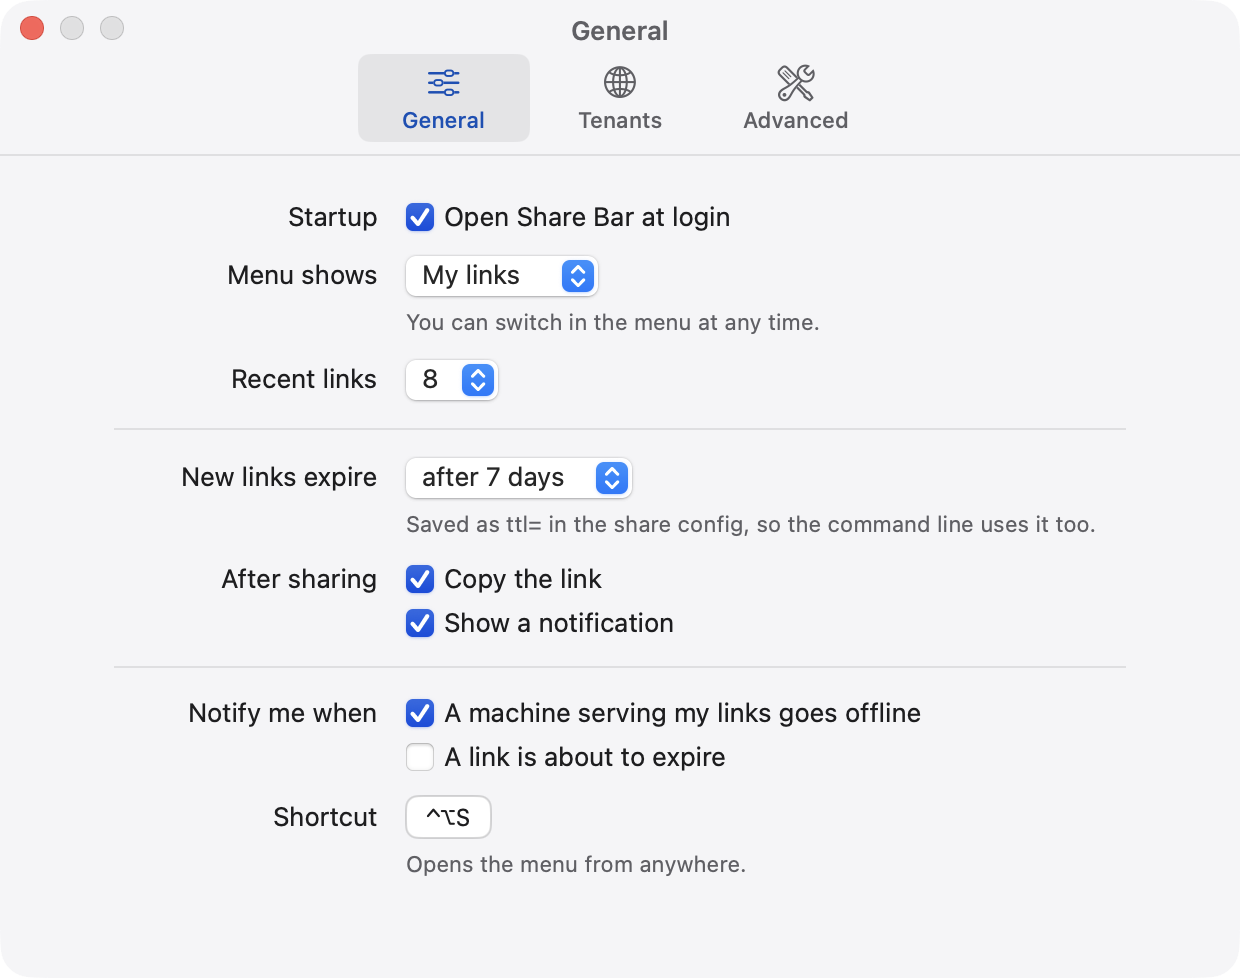 General
General
Tenants
Advanced
Startup
Open Share Bar at login
Menu shows
My links
You can switch in the menu at any time.
Recent links
8
New links expire
after 7 days
Saved as ttl= in the share config, so the command line uses it too.
After sharing
Copy the link
Show a notification
Notify me when
A machine serving my links goes offline
A link is about to expire
Shortcut
^⌥S
Opens the menu from anywhere.